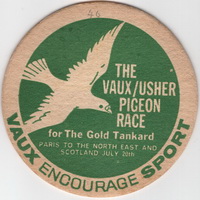 46
THE
VAUX/USHER
PIGEON
RACE
for The Gold Tankard
PARIS TO THE NORTH EAST AND
SCOTLAND JULY 20th
VAUX ENCOURAGE SPORT